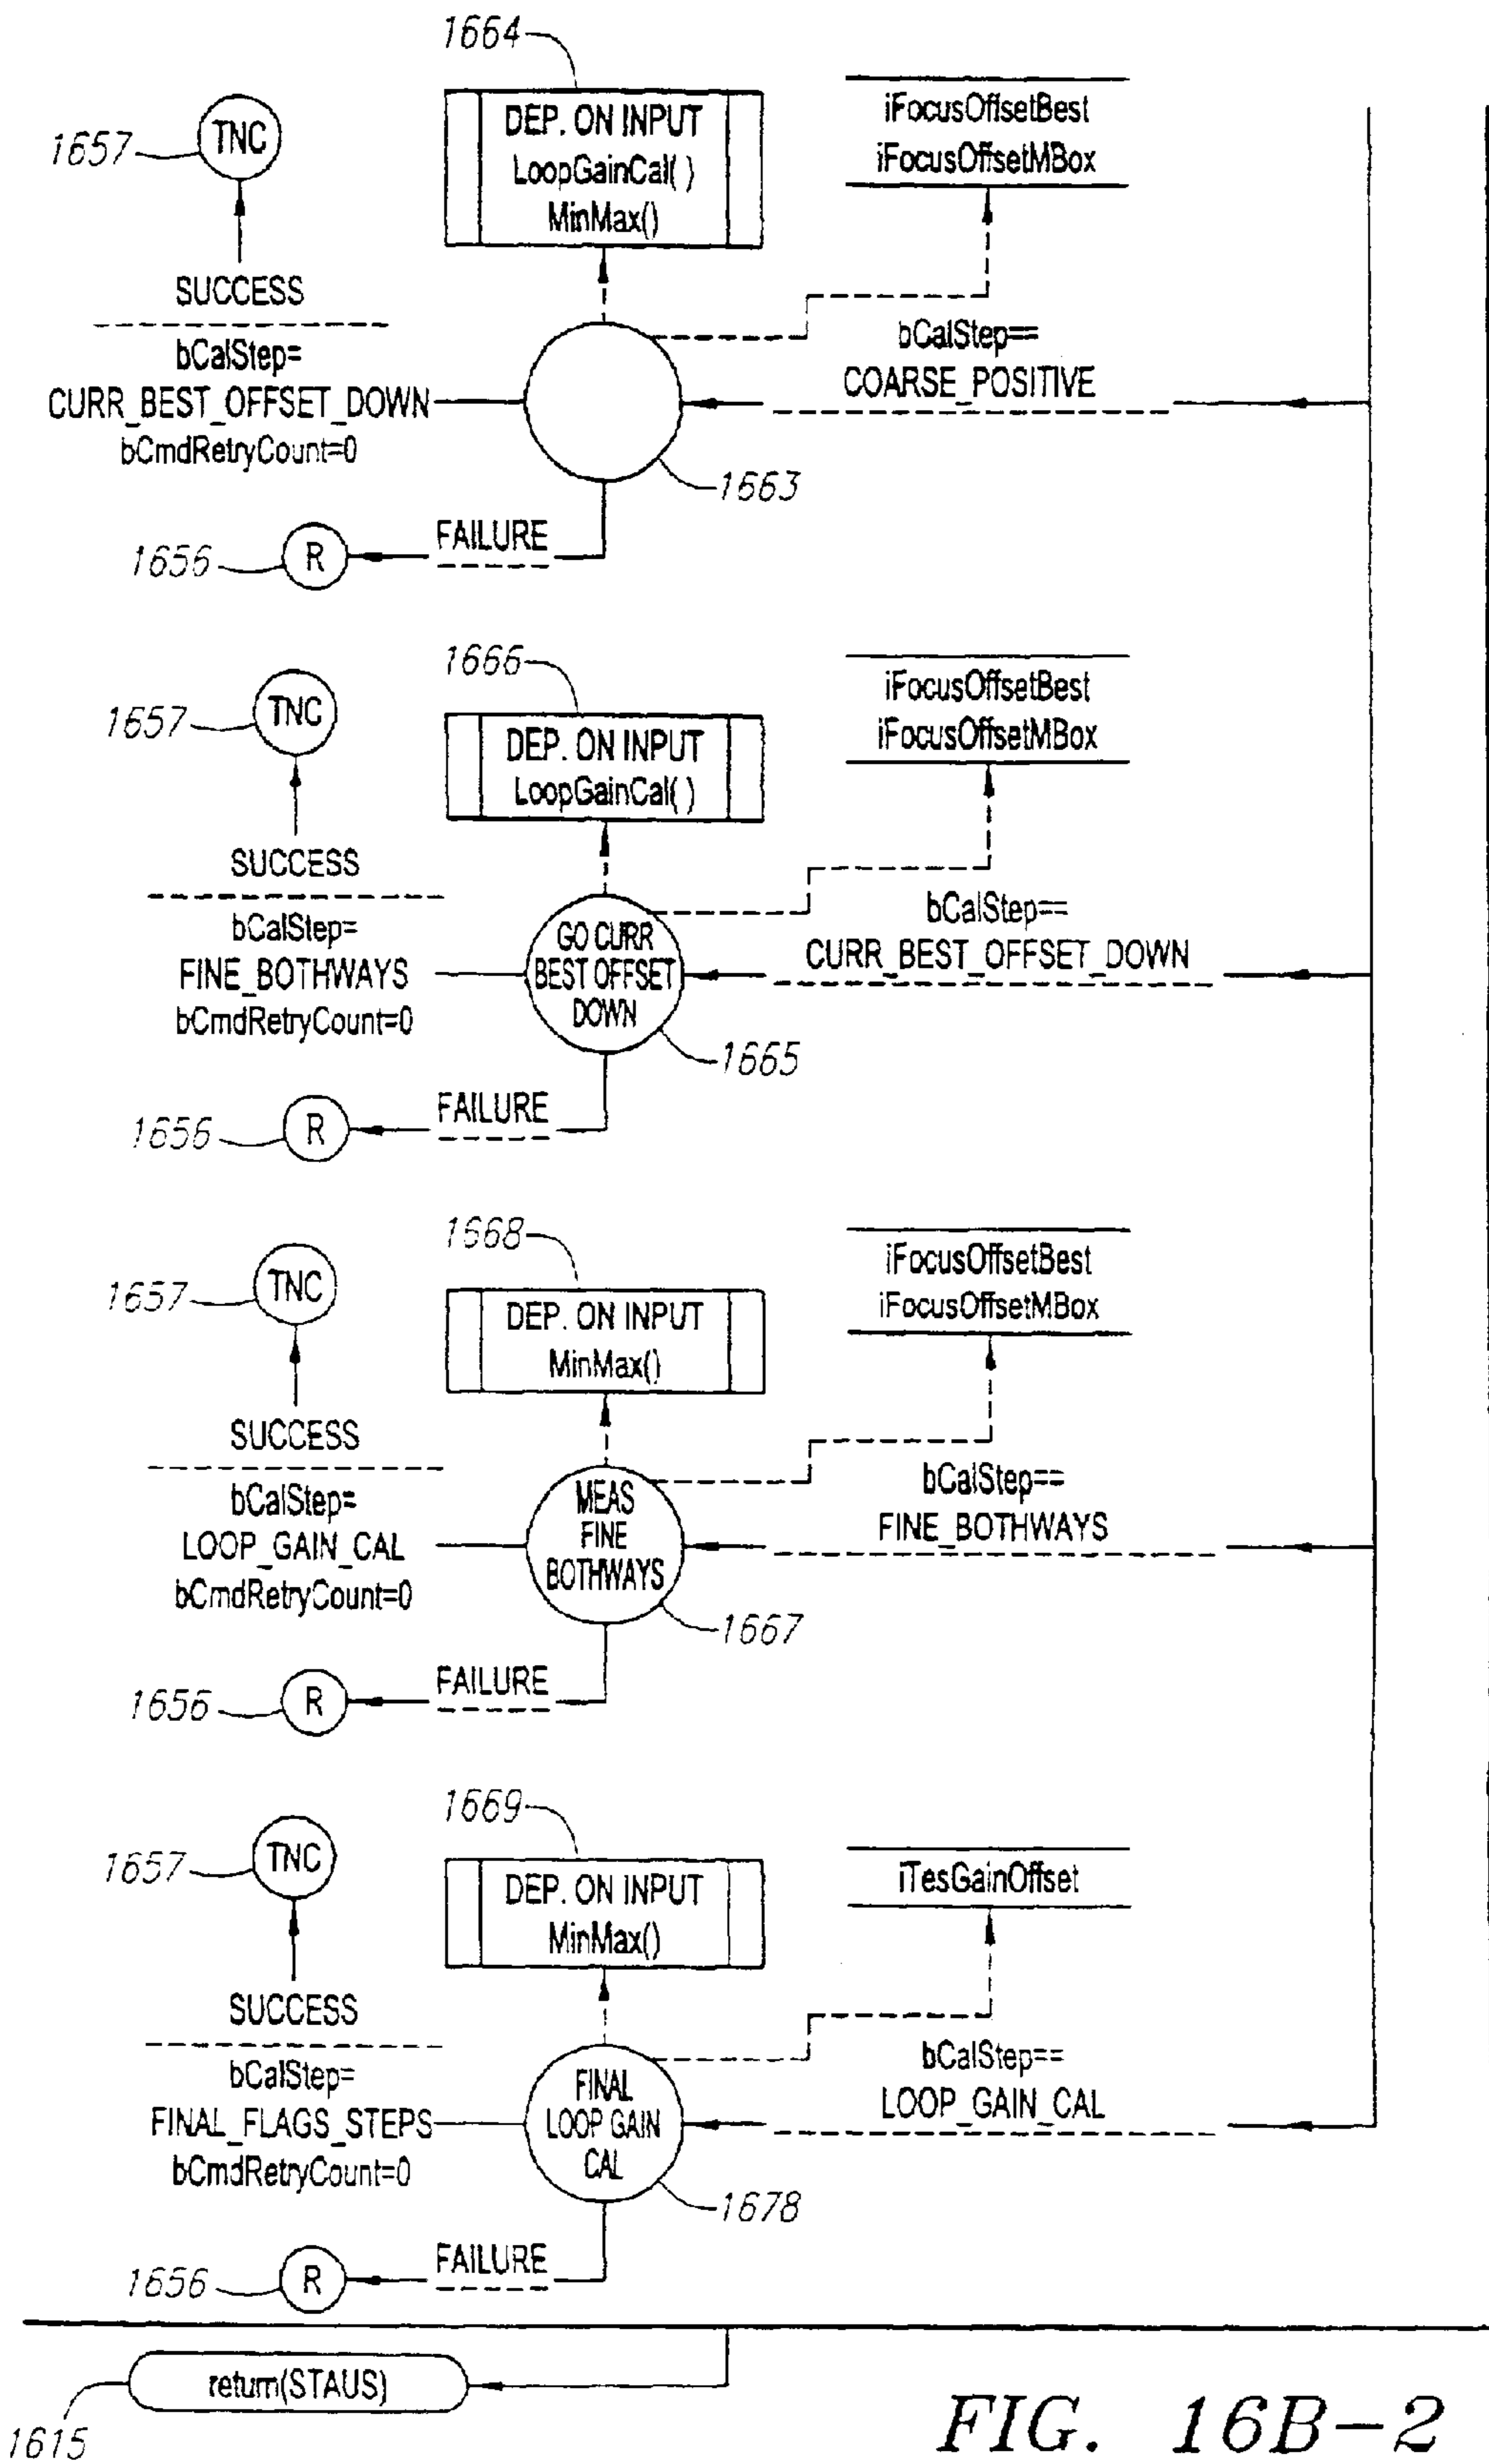 1664
1657
TNC
DEP. ON INPUT
LoopGainCal( )
MinMax()
iFocusOffsetBest
iFocusOffsetMBox
SUCCESS
bCalStep=
CURR_BEST_OFFSET_DOWN
bCmdRetryCount=0
bCalStep==
COARSE_POSITIVE
1663
1656
R
FAILURE
1666
1657
TNC
DEP. ON INPUT
LoopGainCal( )
iFocusOffsetBest
iFocusOffsetMBox
SUCCESS
bCalStep=
FINE_BOTHWAYS
bCmdRetryCount=0
GO CURR
BEST OFFSET
DOWN
bCalStep==
CURR_BEST_OFFSET_DOWN
1665
1656
R
FAILURE
1668
1657
TNC
DEP. ON INPUT
MinMax()
iFocusOffsetBest
iFocusOffsetMBox
SUCCESS
bCalStep=
LOOP_GAIN_CAL
bCmdRetryCount=0
MEAS
FINE
BOTHWAYS
bCalStep==
FINE_BOTHWAYS
1667
1656
R
FAILURE
1669
1657
TNC
DEP. ON INPUT
MinMax()
iTesGainOffset
SUCCESS
bCalStep=
FINAL_FLAGS_STEPS
bCmdRetryCount=0
FINAL
LOOP GAIN
CAL
bCalStep==
LOOP_GAIN_CAL
1678
1656
R
FAILURE
return(STAUS)
1615
FIG. 16B-2